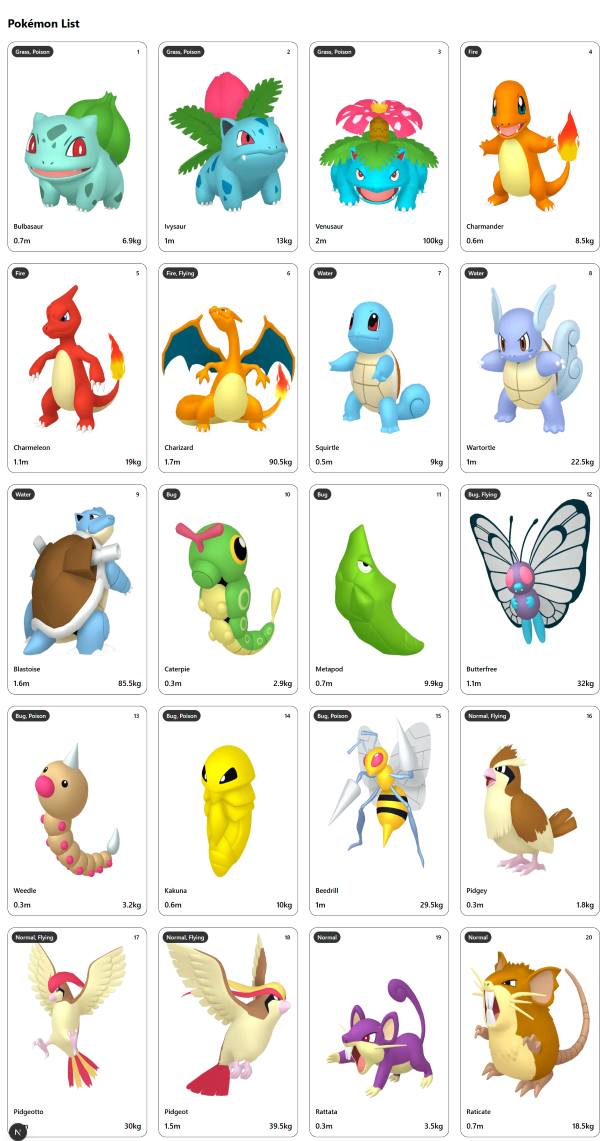 Pokémon List
Grass, Poison 1
Bulbasaur
0.7m 6.9kg
Grass, Poison 2
Ivysaur
1m 13kg
Grass, Poison 3
Venusaur
2m 100kg
Fire 4
Charmander
0.6m 8.5kg
Fire 5
Charmeleon
1.1m 19kg
Fire, Flying 6
Charizard
1.7m 90.5kg
Water 7
Squirtle
0.5m 9kg
Water 8
Wartortle
1m 22.5kg
Water 9
Blastoise
1.6m 85.5kg
Bug 10
Caterpie
0.3m 2.9kg
Bug 11
Metapod
0.7m 9.9kg
Bug, Flying 12
Butterfree
1.1m 32kg
Bug, Poison 13
Weedle
0.3m 3.2kg
Bug, Poison 14
Kakuna
0.6m 10kg
Bug, Poison 15
Beedrill
1m 29.5kg
Normal, Flying 16
Pidgey
0.3m 1.8kg
Normal, Flying 17
Pidgeotto
30kg
Normal, Flying 18
Pidgeot
1.5m 39.5kg
Normal 19
Rattata
0.3m 3.5kg
Normal 20
Raticate
0.7m 18.5kg
N